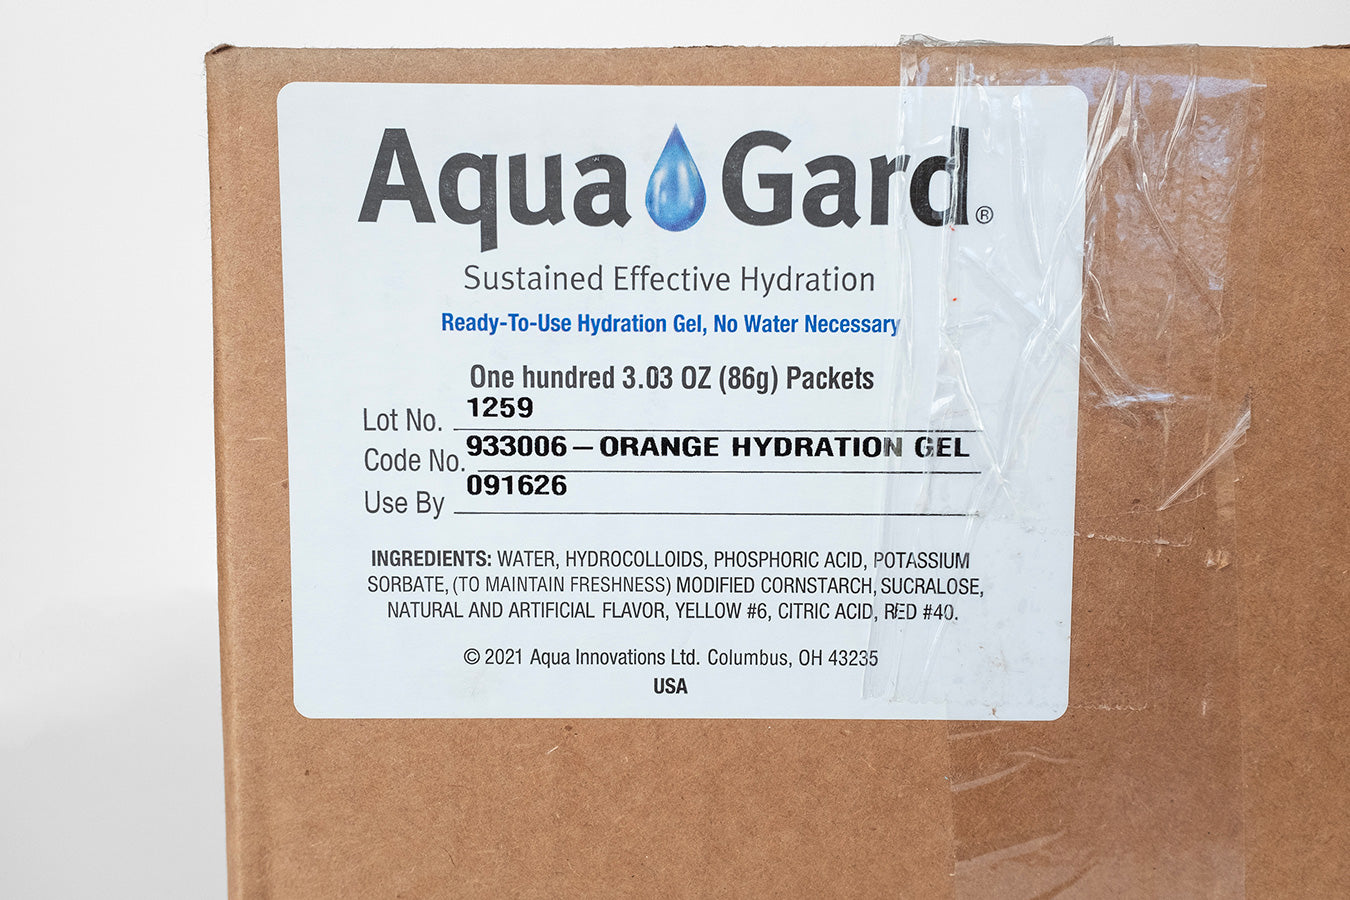 Aqua Gard®
Sustained Effective Hydration
Ready-To-Use Hydration Gel, No Water Necessary
One hundred 3.03 OZ (86g) Packets
Lot No. 1259
Code No. 933006 – ORANGE HYDRATION GEL
Use By 091626
INGREDIENTS: WATER, HYDROCOLLOIDS, PHOSPHORIC ACID, POTASSIUM
SORBATE, (TO MAINTAIN FRESHNESS) MODIFIED CORNSTARCH, SUCRALOSE,
NATURAL AND ARTIFICIAL FLAVOR, YELLOW #6, CITRIC ACID, RED #40.
© 2021 Aqua Innovations Ltd. Columbus, OH 43235
USA